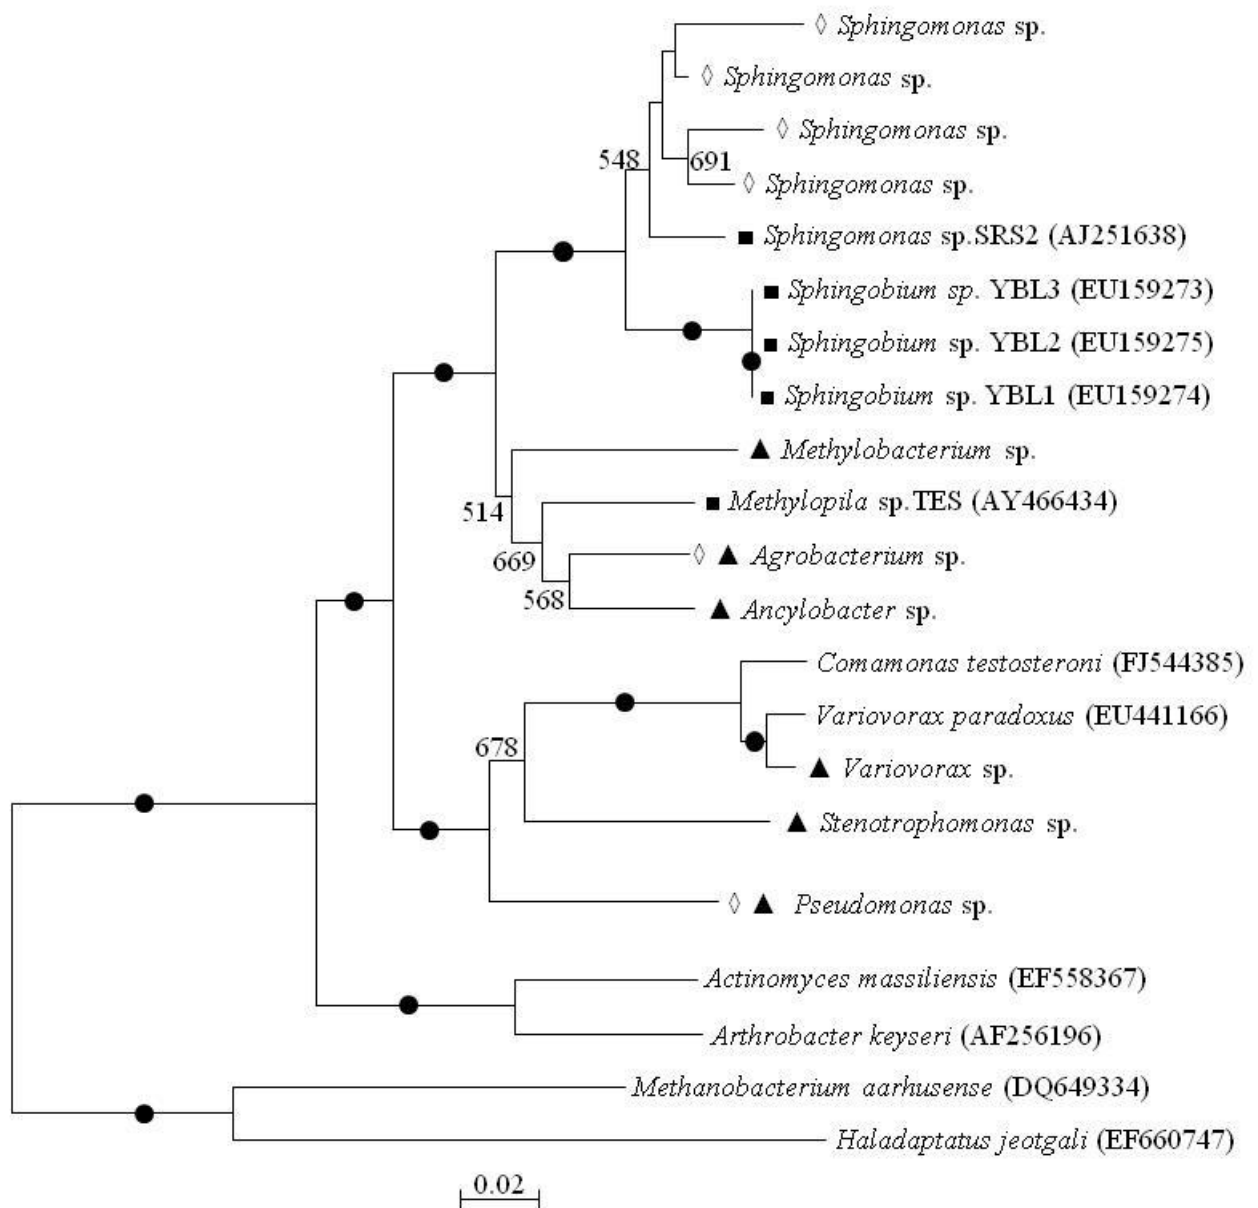 Sphingomonas sp.
Sphingomonas sp.
Sphingomonas sp.
548
691
Sphingomonas sp.
Sphingomonas sp.SRS2 (AJ251638)
Sphingobium sp. YBL3 (EU159273)
Sphingobium sp. YBL2 (EU159275)
Sphingobium sp. YBL1 (EU159274)
Methylobacterium sp.
Methylopila sp.TES (AY466434)
514
Agrobacterium sp.
669
568
Ancylobacter sp.
Comamonas testosteroni (FJ544385)
Variovorax paradoxus (EU441166)
678
Variovorax sp.
Stenotrophomonas sp.
Pseudomonas sp.
Actinomyces massiliensis (EF558367)
Arthrobacter keyseri (AF256196)
Methanobacterium aarhusense (DQ649334)
Haladaptatus jeotgali (EF660747)
0.02